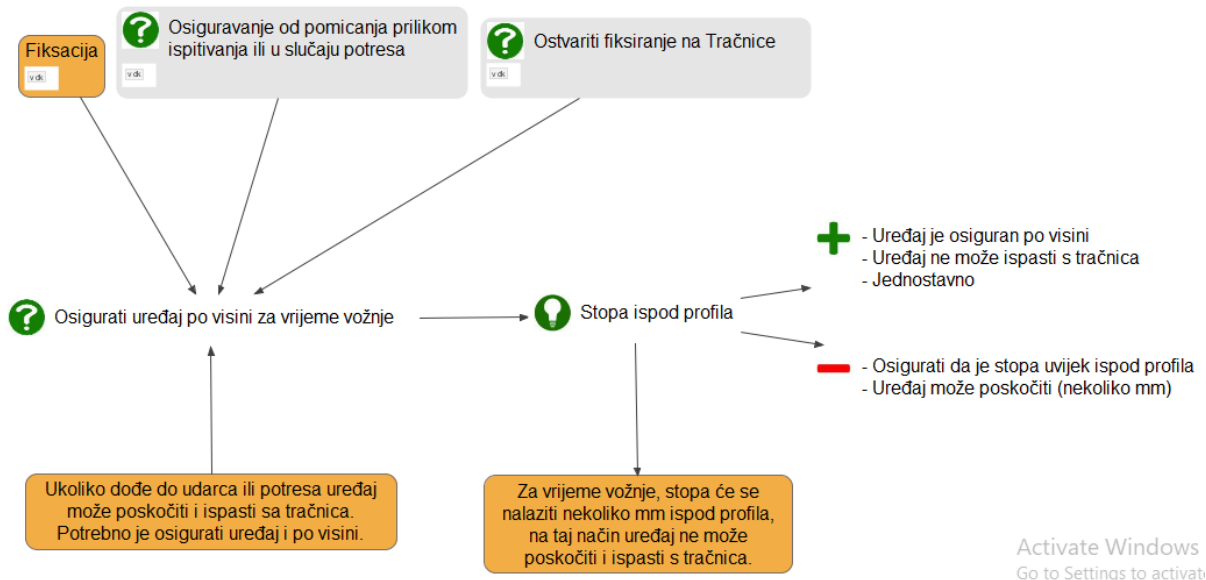 Fiksacija
v dk
Osiguravanje od pomicanja prilikom
ispitivanja ili u slučaju potresa
v dk
Ostvariti fiksiranje na Tračnice
v dk
- Uređaj je osiguran po visini
- Uređaj ne može ispasti s tračnica
- Jednostavno
Osigurati uređaj po visini za vrijeme vožnje
Stopa ispod profila
- Osigurati da je stopa uvijek ispod profila
- Uređaj može poskočiti (nekoliko mm)
Ukoliko dođe do udarca ili potresa uređaj
može poskočiti i ispasti sa tračnica.
Potrebno je osigurati uređaj i po visini.
Za vrijeme vožnje, stopa će se
nalaziti nekoliko mm ispod profila,
na taj način uređaj ne može
poskočiti i ispasti s tračnica.
Activate Windows
Go to Settings to activate